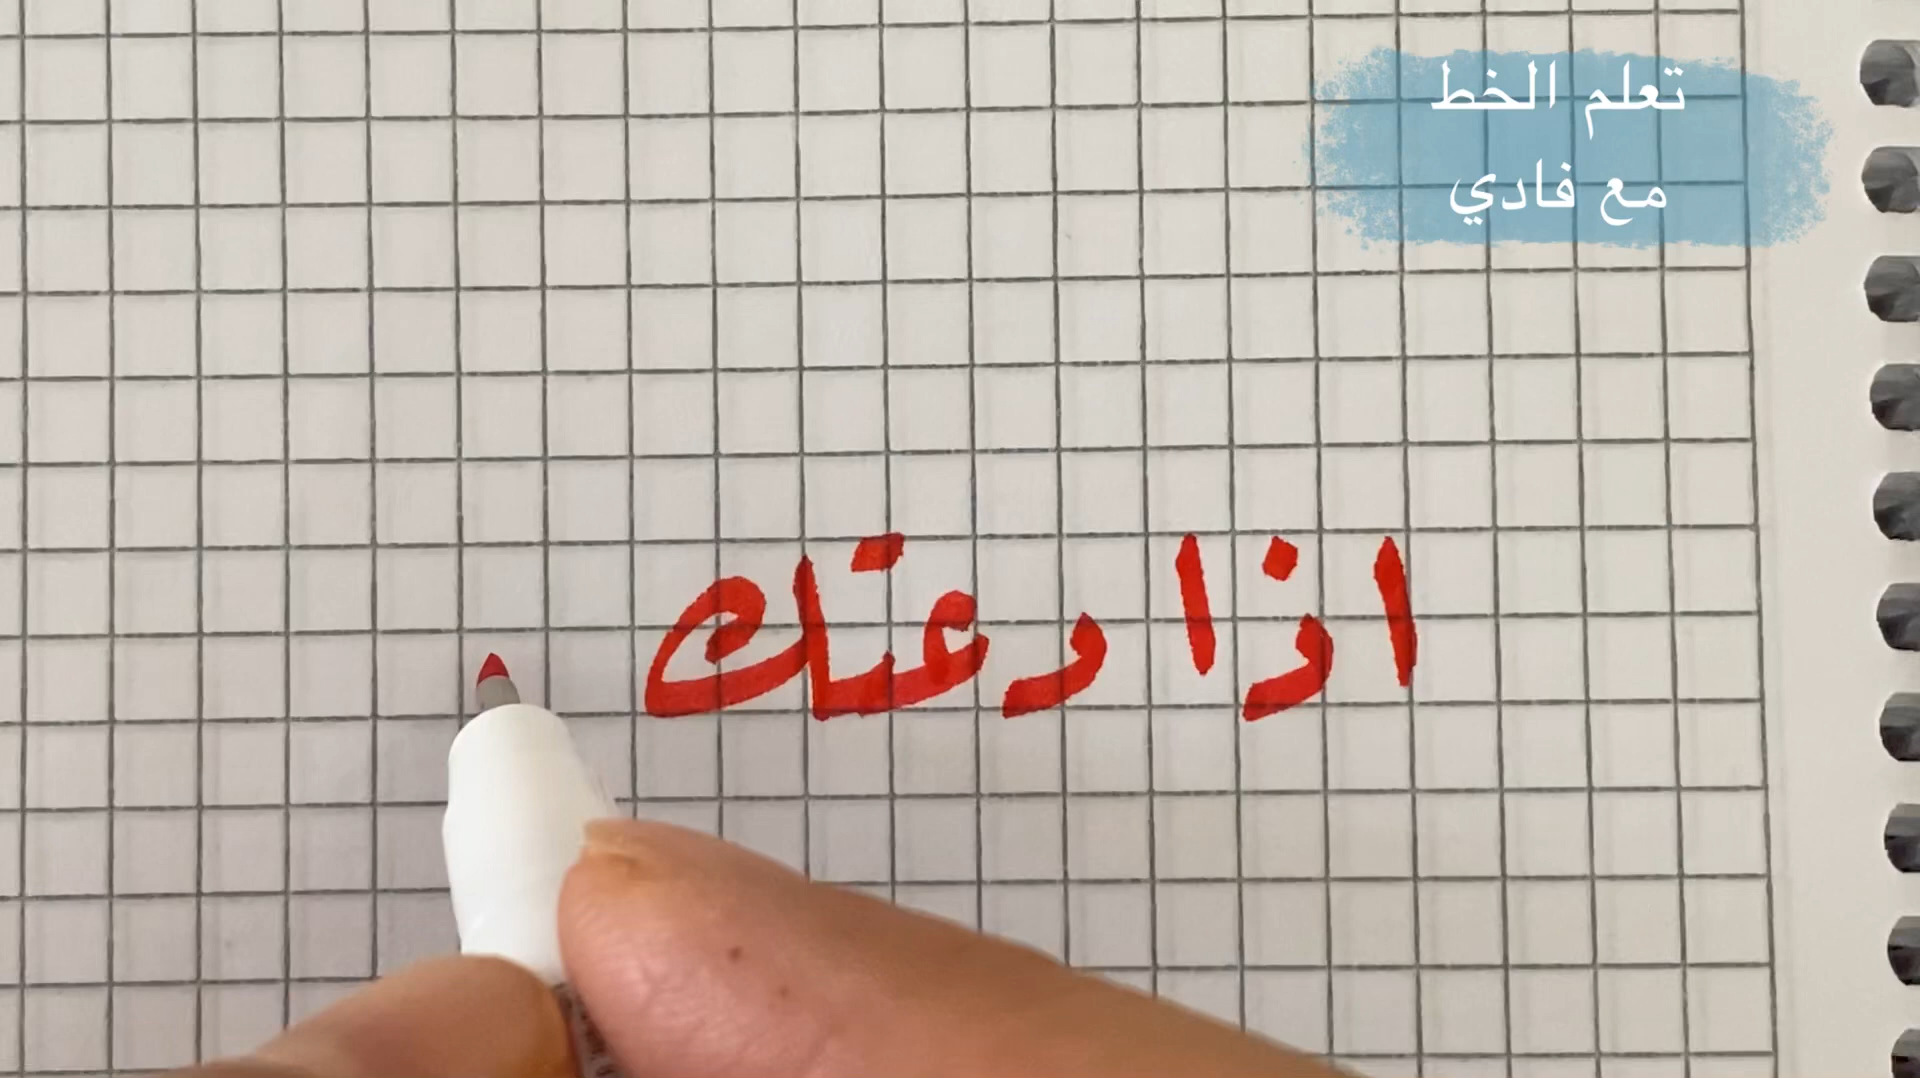 تعلم الخط
مع فادي
اذا دعتك